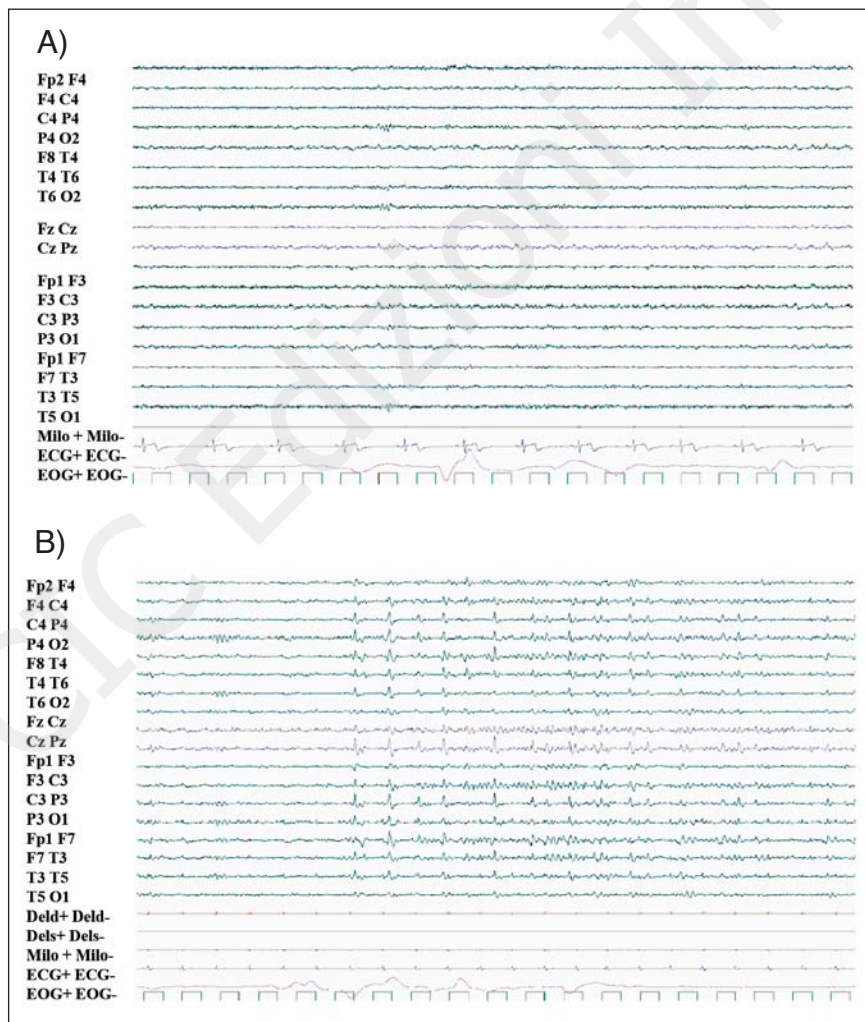 A)
Fp2 F4
F4 C4
C4 P4
P4 O2
F8 T4
T4 T6
T6 O2
Fz Cz
Cz Pz
Fp1 F3
F3 C3
C3 P3
P3 O1
Fp1 F7
F7 T3
T3 T5
T5 O1
Milo + Milo-
ECG+ ECG-
EOG+ EOG-
B)
Fp2 F4
F4 C4
C4 P4
P4 O2
F8 T4
T4 T6
T6 O2
Fz Cz
Cz Pz
Fp1 F3
F3 C3
C3 P3
P3 O1
Fp1 F7
F7 T3
T3 T5
T5 O1
Deld+ Deld-
Dels+ Dels-
Milo + Milo-
ECG+ ECG-
EOG+ EOG-
CIC Edizioni In